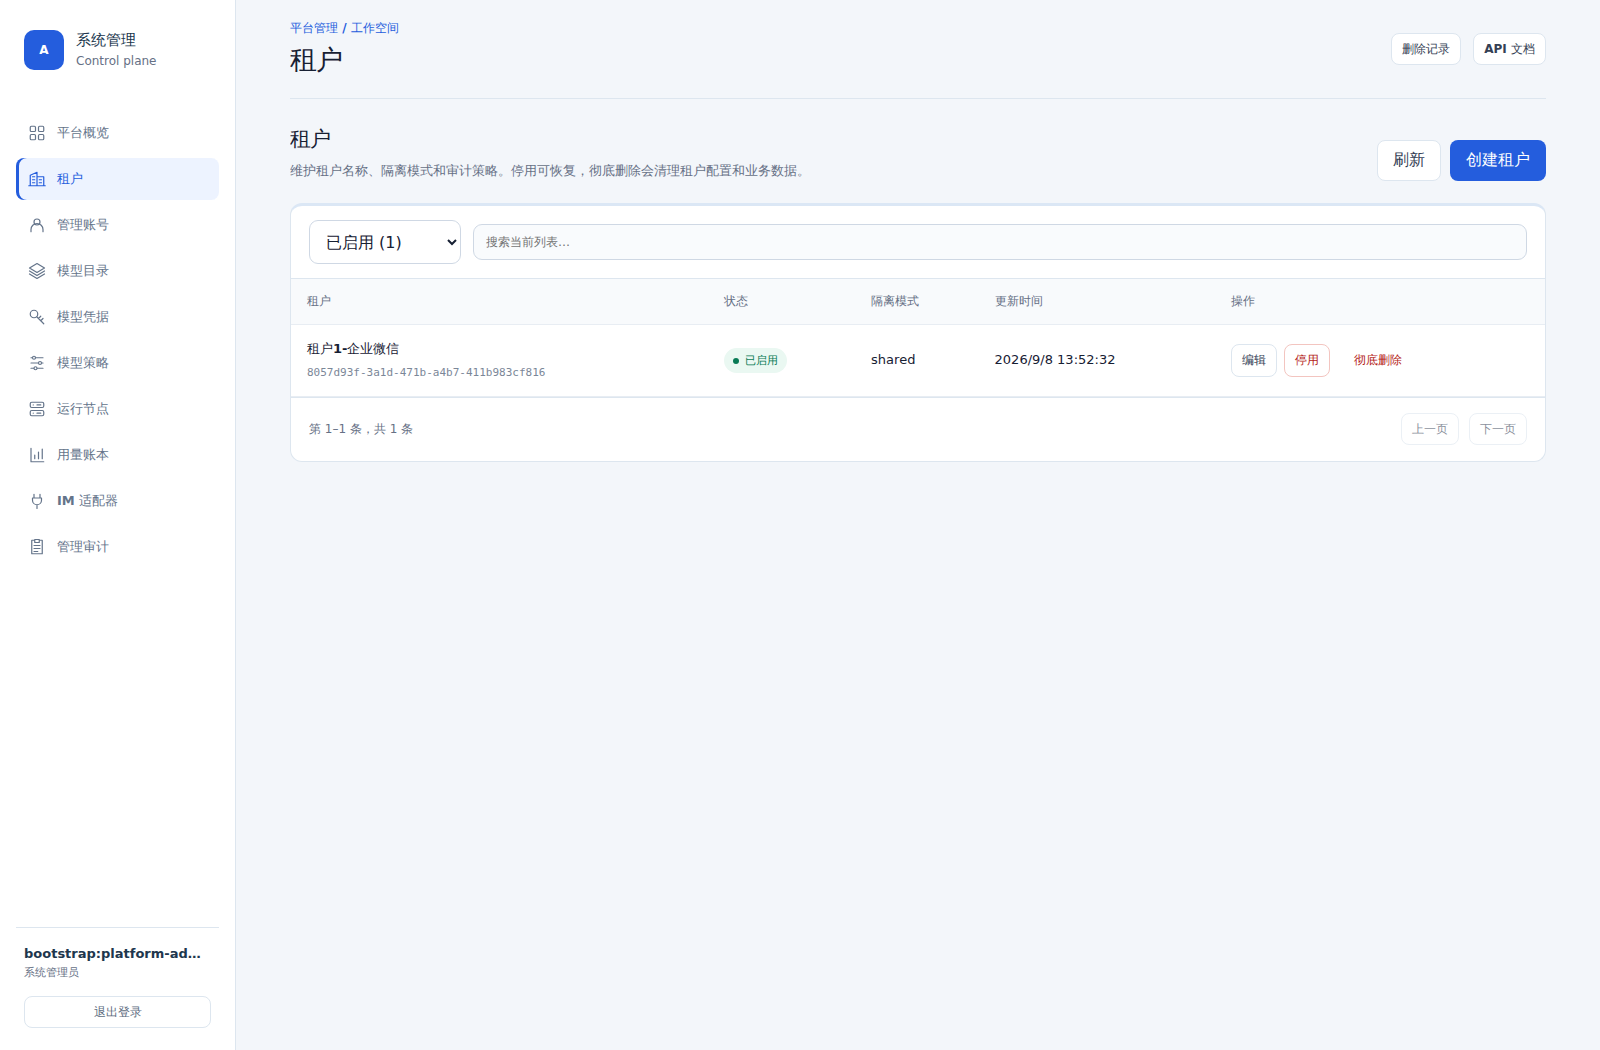 A
系统管理
Control plane
平台概览
租户
管理账号
模型目录
模型凭据
模型策略
运行节点
用量账本
IM 适配器
管理审计
bootstrap:platform-ad...
系统管理员
退出登录
平台管理 / 工作空间
租户
删除记录
API 文档
租户
维护租户名称、隔离模式和审计策略。停用可恢复，彻底删除会清理租户配置和业务数据。
刷新
创建租户
已启用 (1)
搜索当前列表...
租户 状态 隔离模式 更新时间 操作
租户1-企业微信
8057d93f-3a1d-471b-a4b7-411b983cf816
已启用
shared
2026/9/8 13:52:32
编辑
停用
彻底删除
第 1–1 条，共 1 条
上一页
下一页